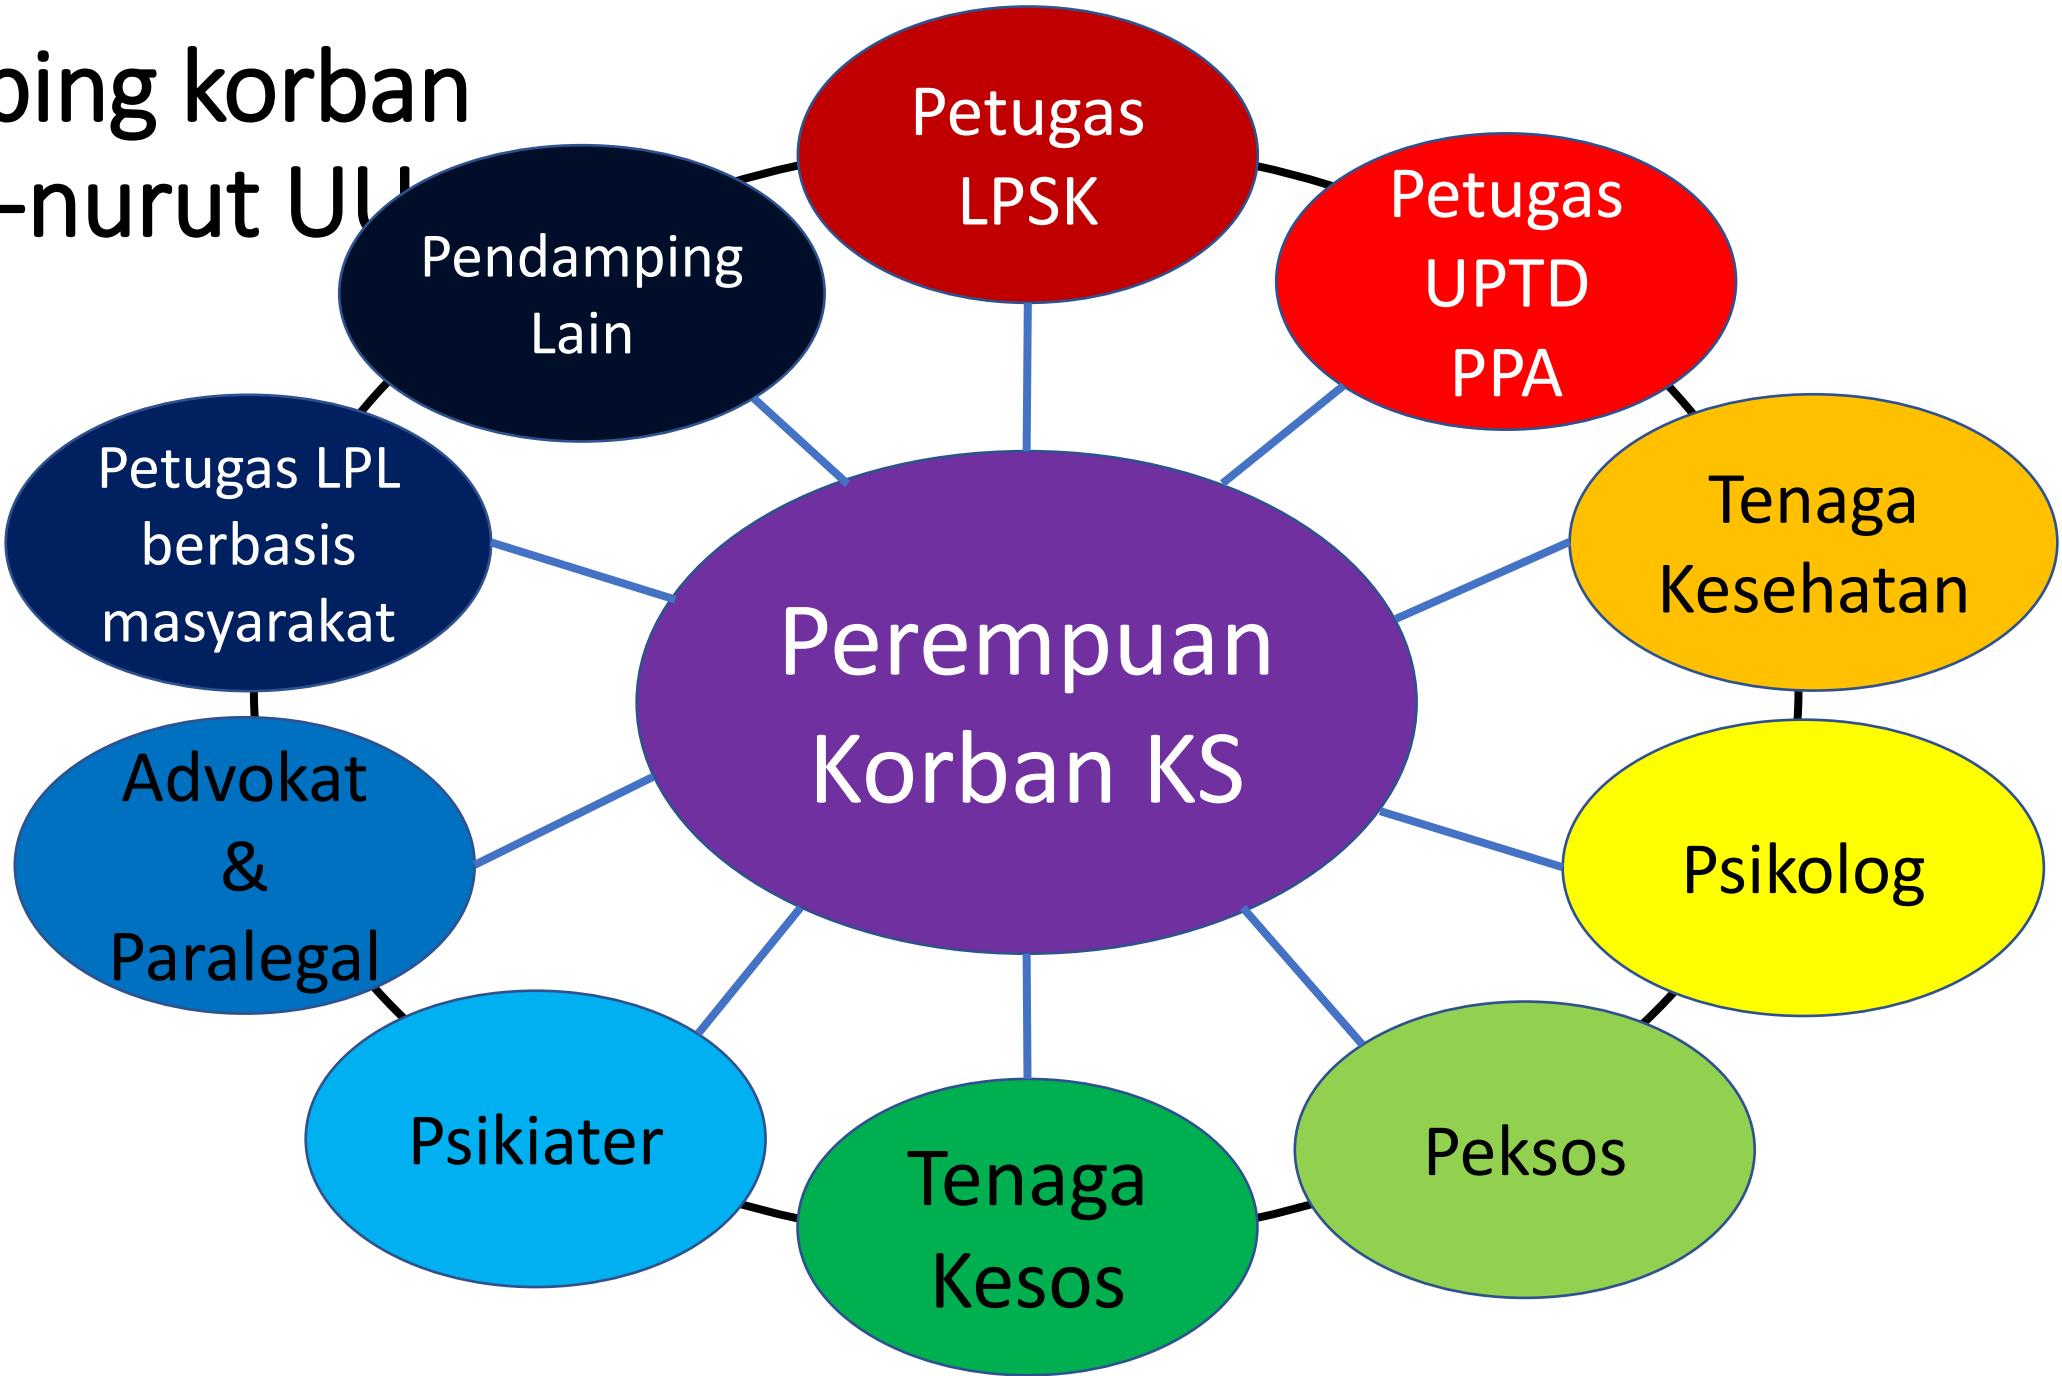 ping korban
-nurut UU
Petugas
LPSK
Petugas
UPTD
PPA
Tenaga
Kesehatan
Psikolog
Peksos
Tenaga
Kesos
Psikiater
Advokat
&
Paralegal
Petugas LPL
berbasis
masyarakat
Pendamping
Lain
Perempuan
Korban KS